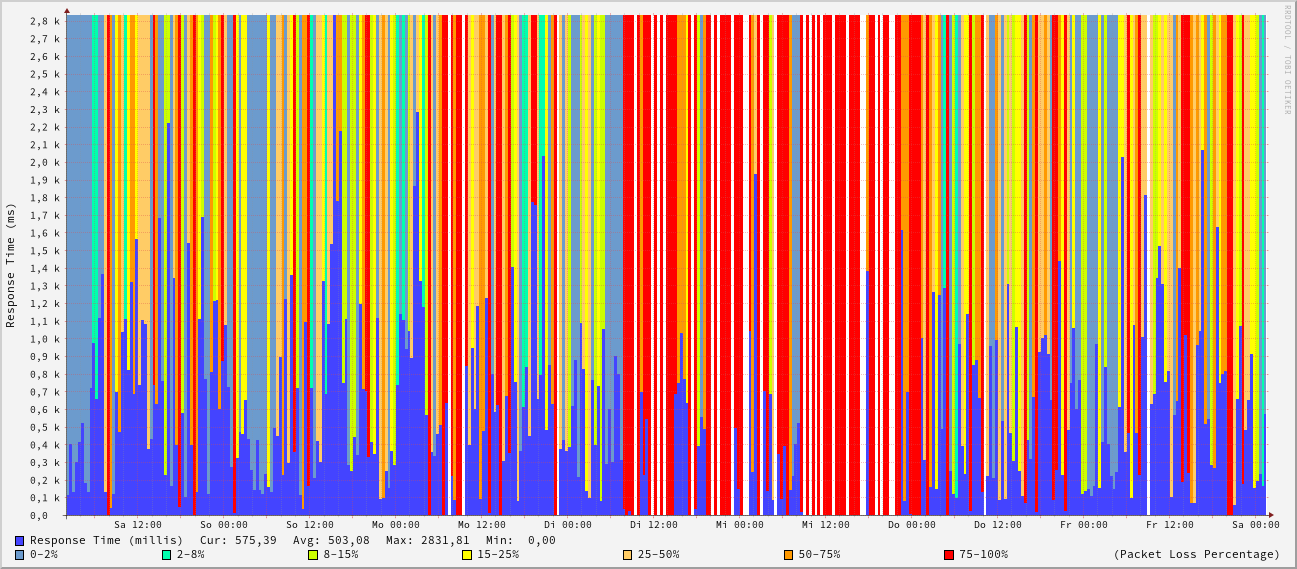 2,8 k
2,7 k
2,6 k
2,5 k
2,4 k
2,3 k
2,2 k
2,1 k
2,0 k
1,9 k
1,8 k
1,7 k
1,6 k
1,5 k
1,4 k
1,3 k
1,2 k
1,1 k
1,0 k
0,9 k
0,8 k
0,7 k
0,6 k
0,5 k
0,4 k
0,3 k
0,2 k
0,1 k
0,0
Response Time (ms)
RRDTOOL / TOBI OETIKER
Sa 12:00 So 00:00 So 12:00 Mo 00:00 Mo 12:00 Di 00:00 Di 12:00 Mi 00:00 Mi 12:00 Do 00:00 Do 12:00 Fr 00:00 Fr 12:00 Sa 00:00
Response Time (millis) Cur: 575,39 Avg: 503,08 Max: 2831,81 Min: 0,00
0-2% 2-8% 8-15% 15-25% 25-50% 50-75% 75-100% (Packet Loss Percentage)